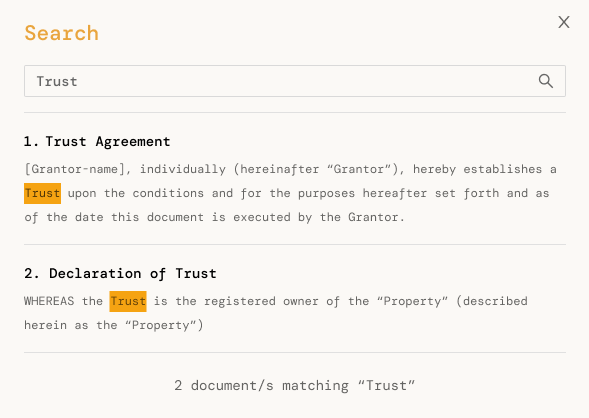 Search
X
Trust
1. Trust Agreement
[Grantor-name], individually (hereinafter “Grantor”), hereby establishes a
Trust upon the conditions and for the purposes hereafter set forth and as
of the date this document is executed by the Grantor.
2. Declaration of Trust
WHEREAS the Trust is the registered owner of the “Property” (described
herein as the “Property”)
2 document/s matching “Trust”